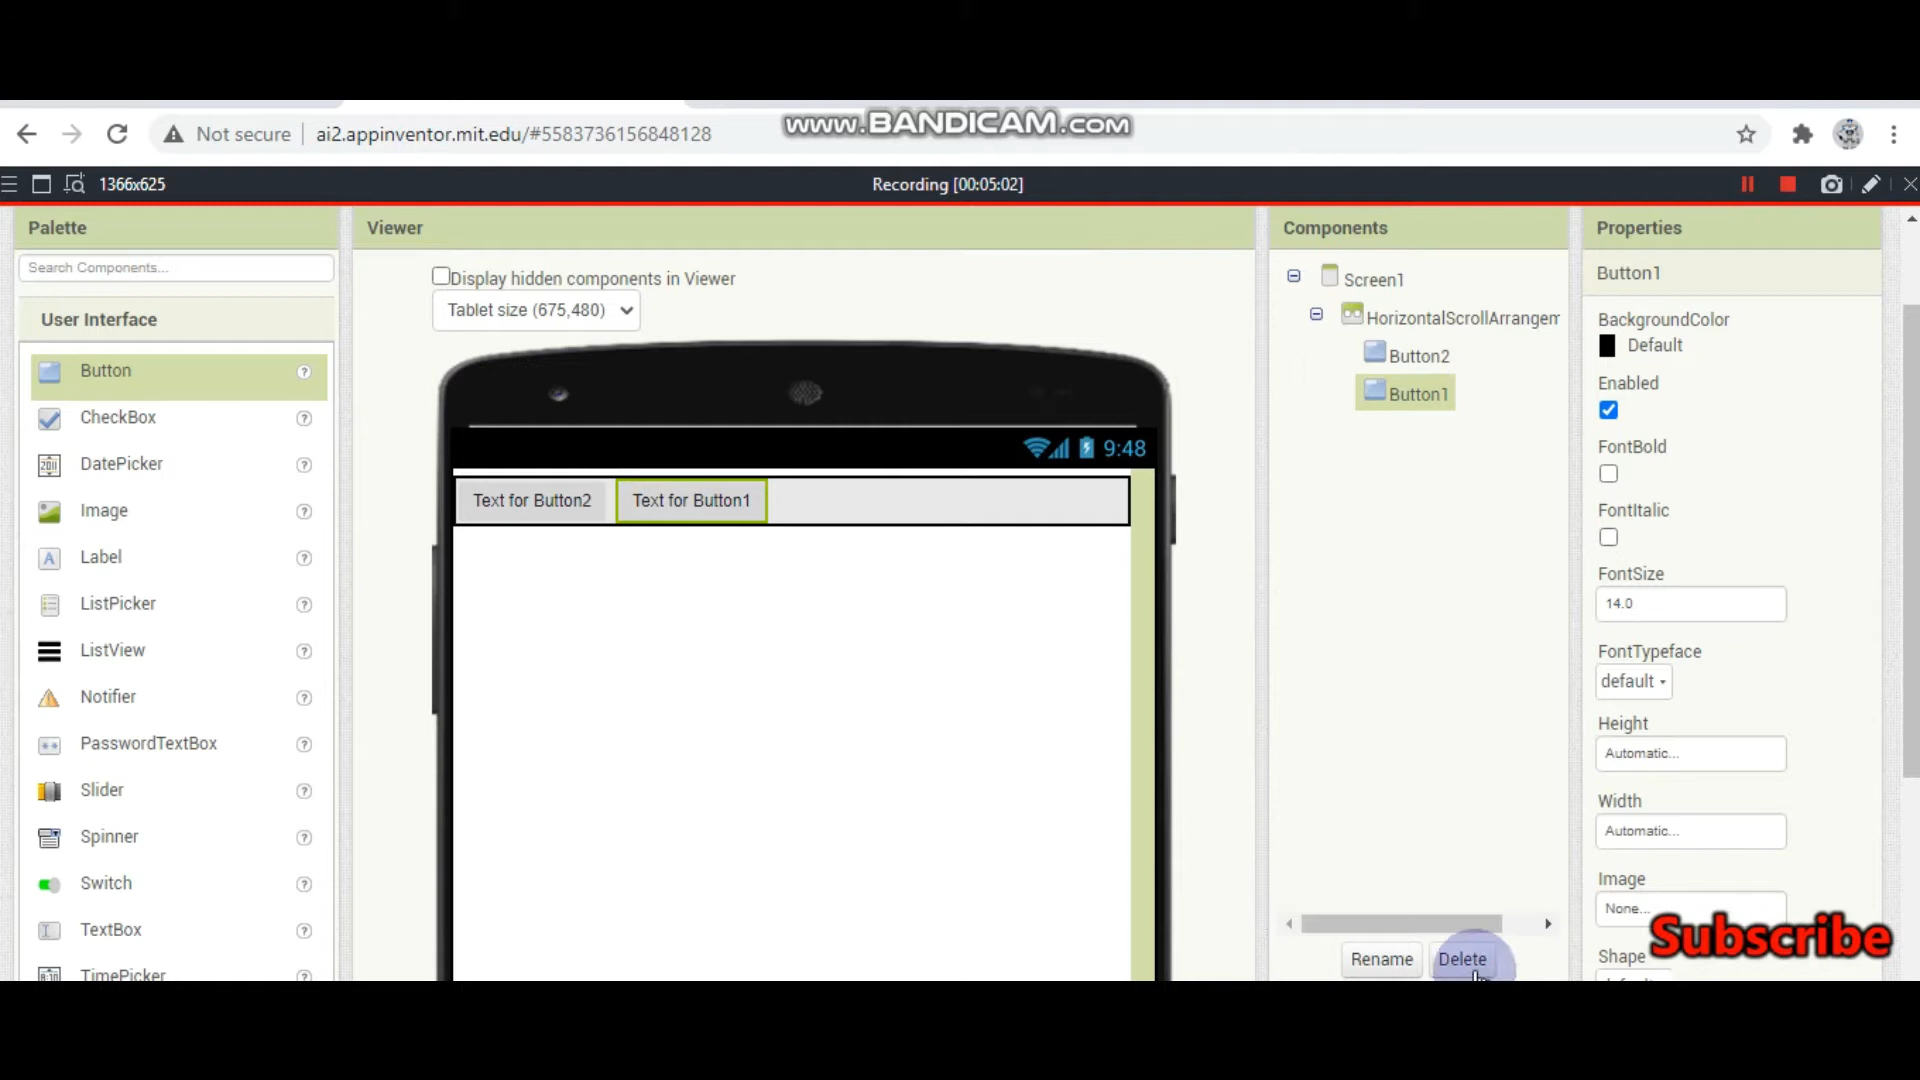 www.BANDICAM.com
Not secure
ai2.appinventor.mit.edu/#5583736156848128
1366x625
Recording [00:05:02]
Palette
Viewer
Components
Properties
Search Components...
User Interface
Button
CheckBox
DatePicker
Image
Label
ListPicker
ListView
Notifier
PasswordTextBox
Slider
Spinner
Switch
TextBox
TimePicker
Display hidden components in Viewer
Tablet size (675,480)
9:48
Text for Button2
Text for Button1
Screen1
HorizontalScrollArrangem
Button2
Button1
Rename
Delete
Button1
BackgroundColor
Default
Enabled
FontBold
FontItalic
FontSize
14.0
FontTypeface
default
Height
Automatic...
Width
Automatic...
Image
None...
Shape
Subscribe